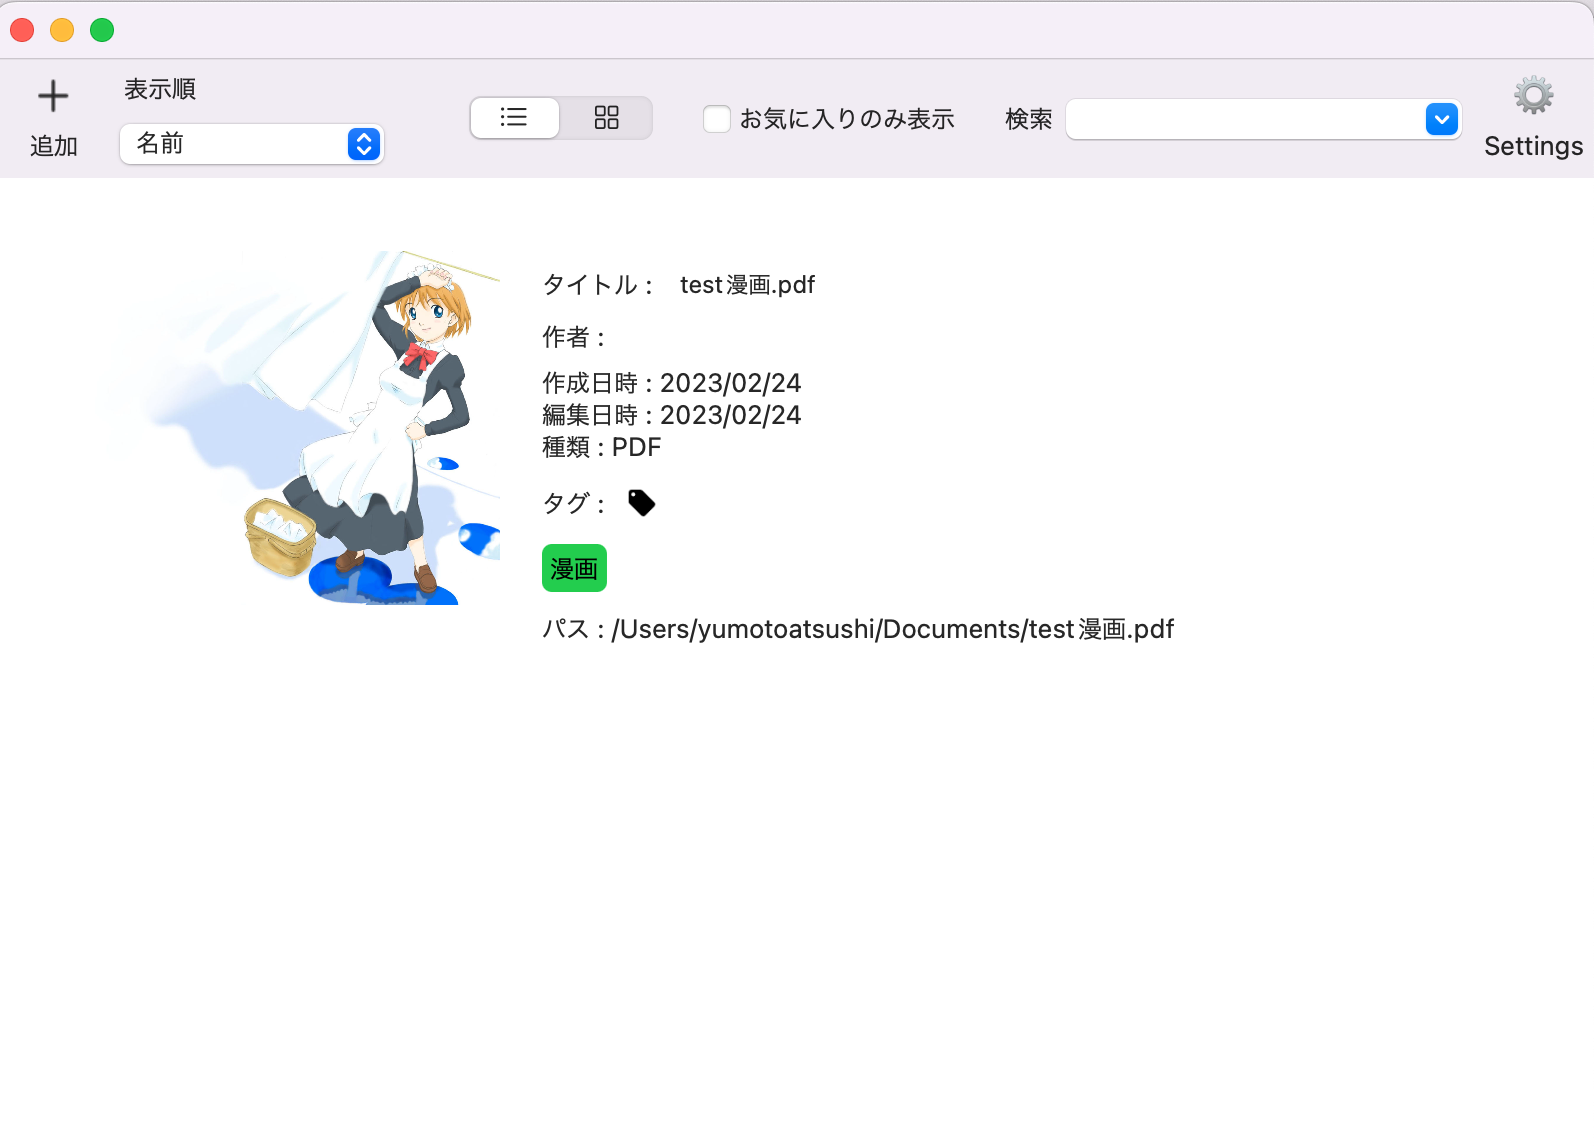 追加
表示順
名前
お気に入りのみ表示
検索
Settings
タイトル : test漫画.pdf
作者 :
作成日時 : 2023/02/24
編集日時 : 2023/02/24
種類 : PDF
タグ :
漫画
パス : /Users/yumotoatsushi/Documents/test漫画.pdf